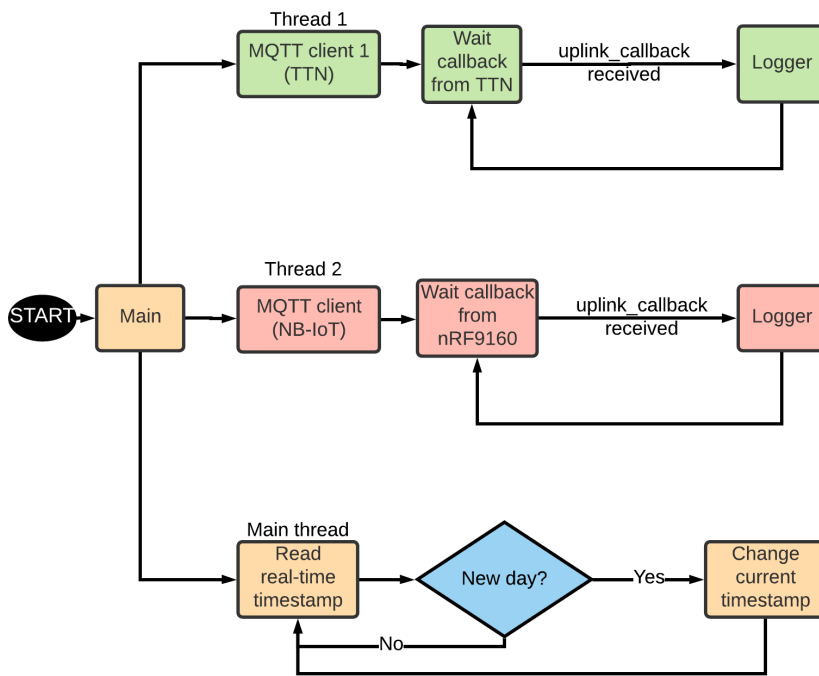 Thread 1
MQTT client 1
(TTN)
Wait
callback
from TTN
uplink_callback
received
Logger
Thread 2
START
Main
MQTT client
(NB-IoT)
Wait callback
from
nRF9160
uplink_callback
received
Logger
Main thread
Read
real-time
timestamp
New day?
Yes
Change
current
timestamp
No